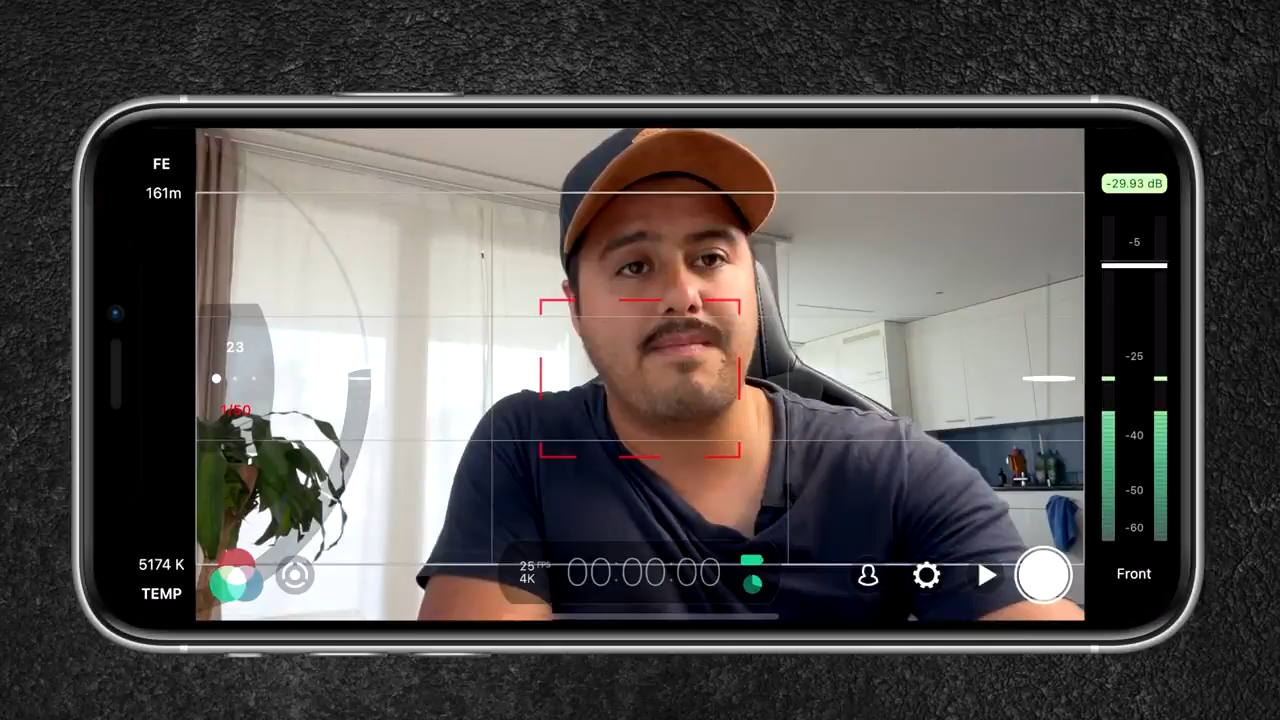 FE
161m
23
1/50
5174 K
TEMP
25 FPS
4K
00:00:00
-29.93 dB
-5
-25
-40
-50
-60
Front